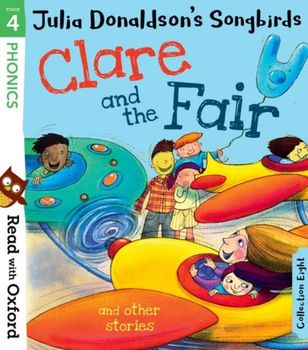 STAGE
4
PHONICS
Julia Donaldson's Songbirds
Clare
and the Fair
and other
stories
Read with Oxford
Collection Eight